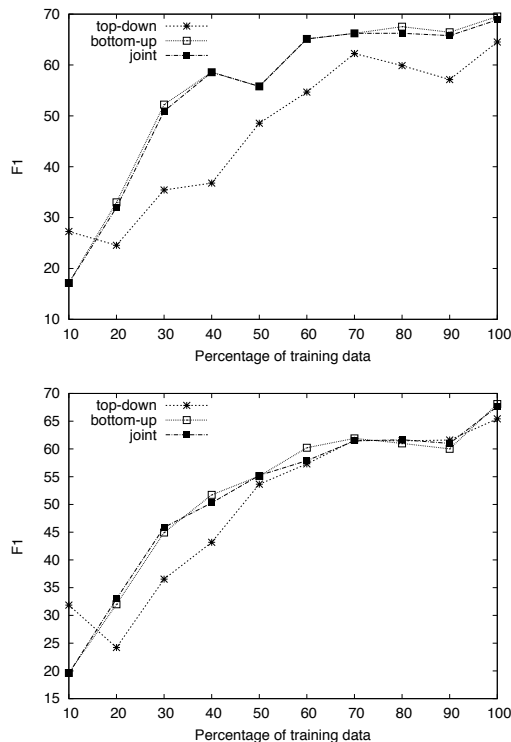 70
60
50
40
30
20
10
F1
top-down
bottom-up
joint
10 20 30 40 50 60 70 80 90 100
Percentage of training data
70
65
60
55
50
45
40
35
30
25
20
15
F1
top-down
bottom-up
joint
10 20 30 40 50 60 70 80 90 100
Percentage of training data